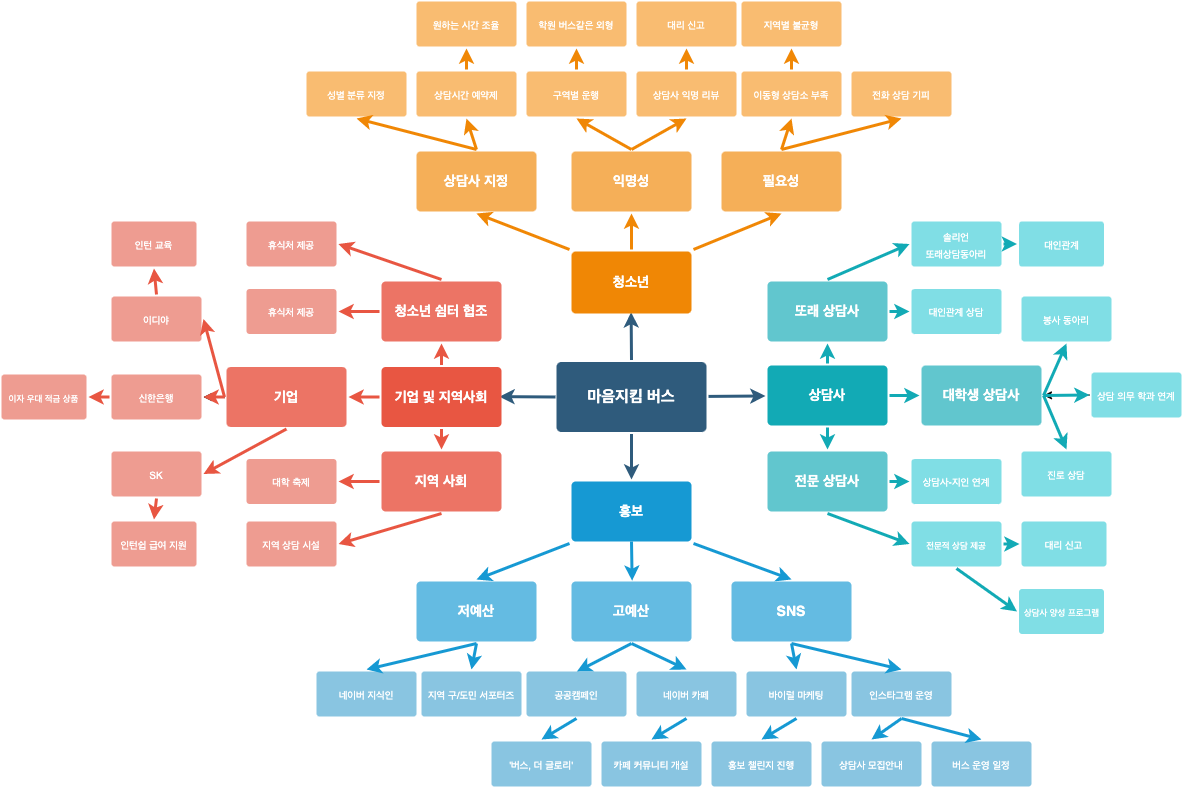 원하는 시간 조율
학원 버스같은 외형
대리 신고
지역별 불균형
성별 분류 지정
상담시간 예약제
구역별 운행
상담사 익명 리뷰
이동형 상담소 부족
전화 상담 기피
상담사 지정
익명성
필요성
청소년
인턴 교육
휴식처 제공
이디야
휴식처 제공
청소년 쉼터 협조
이자 우대 적금 상품
신한은행
기업
기업 및 지역사회
SK
대학 축제
지역 사회
인턴쉽 급여 지원
지역 상담 시설
마음지킴 버스
또래 상담사
솔리언
또래상담동아리
대인관계
대인관계 상담
봉사 동아리
상담사
대학생 상담사
상담 의무 학과 연계
진로 상담
전문 상담사
상담사-지인 연계
전문적 상담 제공
대리 신고
상담사 양성 프로그램
홍보
저예산
고예산
SNS
네이버 지식인
지역 구/도민 서포터즈
공공캠페인
네이버 카페
바이럴 마케팅
인스타그램 운영
'버스, 더 글로리'
카페 커뮤니티 개설
홍보 챌린지 진행
상담사 모집안내
버스 운영 일정